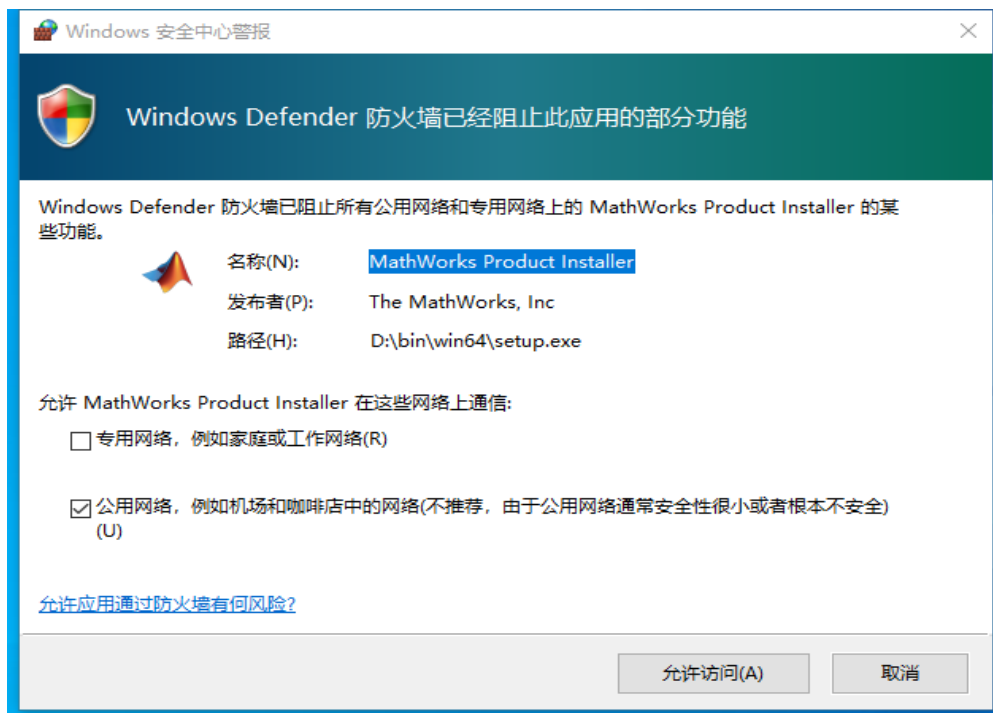 Windows 安全中心警报
Windows Defender 防火墙已经阻止此应用的部分功能
Windows Defender 防火墙已阻止所有公用网络和专用网络上的 MathWorks Product Installer 的某
些功能。
名称(N): MathWorks Product Installer
发布者(P): The MathWorks, Inc
路径(H): D:\bin\win64\setup.exe
允许 MathWorks Product Installer 在这些网络上通信:
专用网络，例如家庭或工作网络(R)
公用网络，例如机场和咖啡店中的网络(不推荐，由于公用网络通常安全性很小或者根本不安全)
(U)
允许应用通过防火墙有何风险?
允许访问(A) 取消